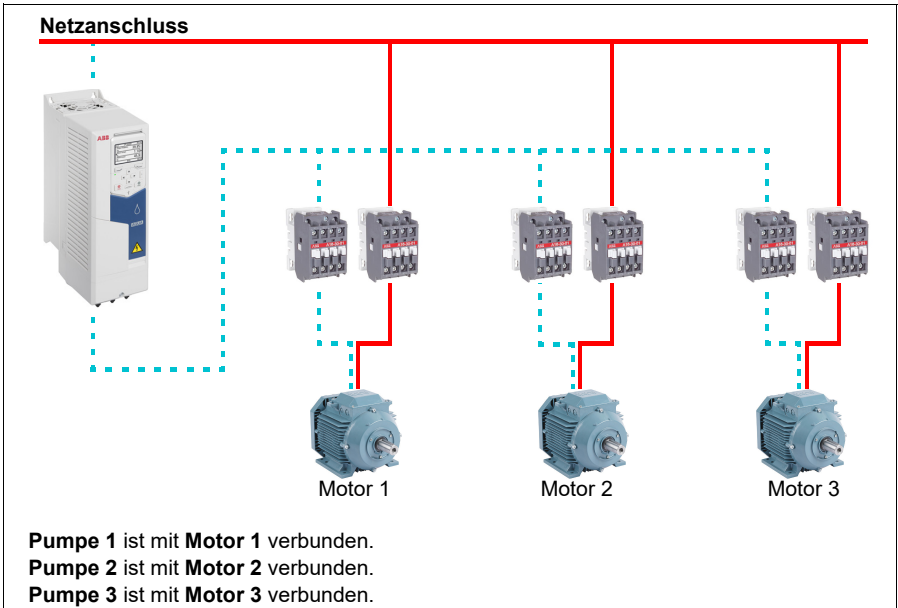 Netzanschluss
ABB
Motor 1
Motor 2
Motor 3
Pumpe 1 ist mit Motor 1 verbunden.
Pumpe 2 ist mit Motor 2 verbunden.
Pumpe 3 ist mit Motor 3 verbunden.